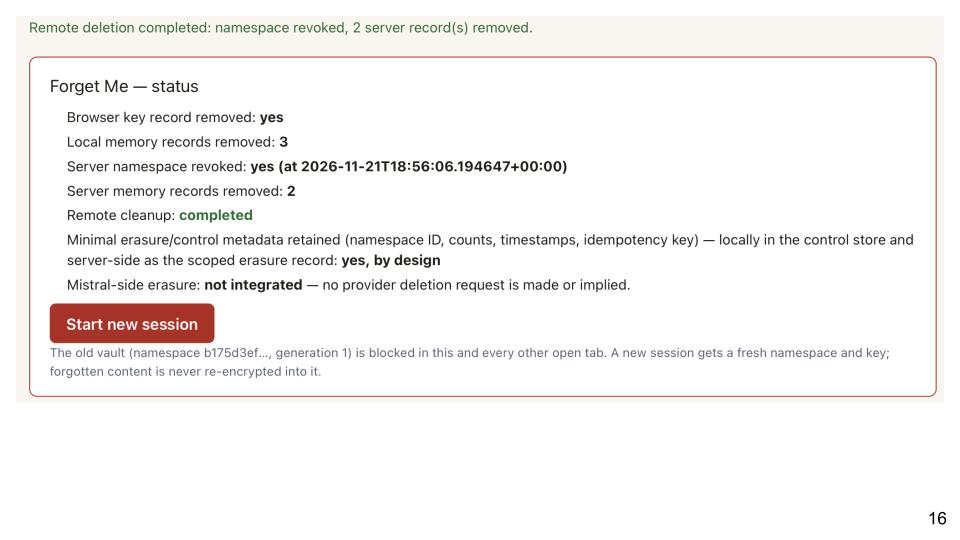 Remote deletion completed: namespace revoked, 2 server record(s) removed.
Forget Me — status
Browser key record removed: yes
Local memory records removed: 3
Server namespace revoked: yes (at 2026-11-21T18:56:06.194647+00:00)
Server memory records removed: 2
Remote cleanup: completed
Minimal erasure/control metadata retained (namespace ID, counts, timestamps, idempotency key) — locally in the control store and
server-side as the scoped erasure record: yes, by design
Mistral-side erasure: not integrated — no provider deletion request is made or implied.
Start new session
The old vault (namespace b175d3ef…, generation 1) is blocked in this and every other open tab. A new session gets a fresh namespace and key;
forgotten content is never re-encrypted into it.
16